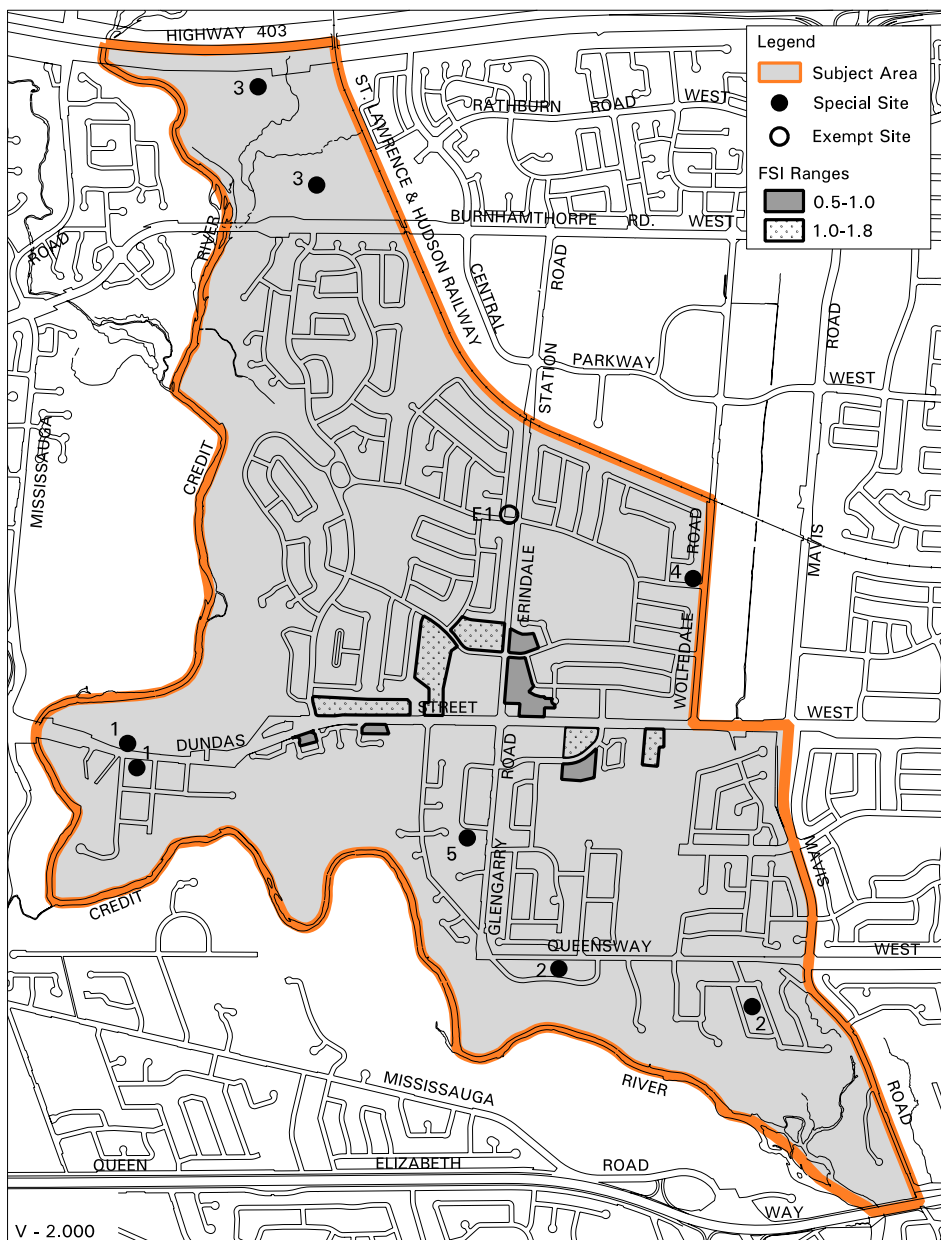 HIGHWAY 403
Legend
Subject Area
Special Site
Exempt Site
FSI Ranges
0.5-1.0
1.0-1.8
3
ST. LAWRENCE & HUDSON RAILWAY
RATHBURN ROAD WEST
3
BURNHAMTHORPE RD. WEST
ROAD
RIVER
CENTRAL
ROAD
ROAD
PARKWAY
WEST
STATION
MISSISSAUGA
CREDIT
E1
ROAD
MAVIS
4
ERINDALE
WOLFEDALE
STREET
WEST
1
DUNDAS
ROAD
1
5
GLENGARRY
MAVIS
CREDIT
QUEENSWAY
WEST
2
2
MISSISSAUGA
RIVER
ROAD
QUEEN
ELIZABETH
ROAD
WAY
V - 2.000